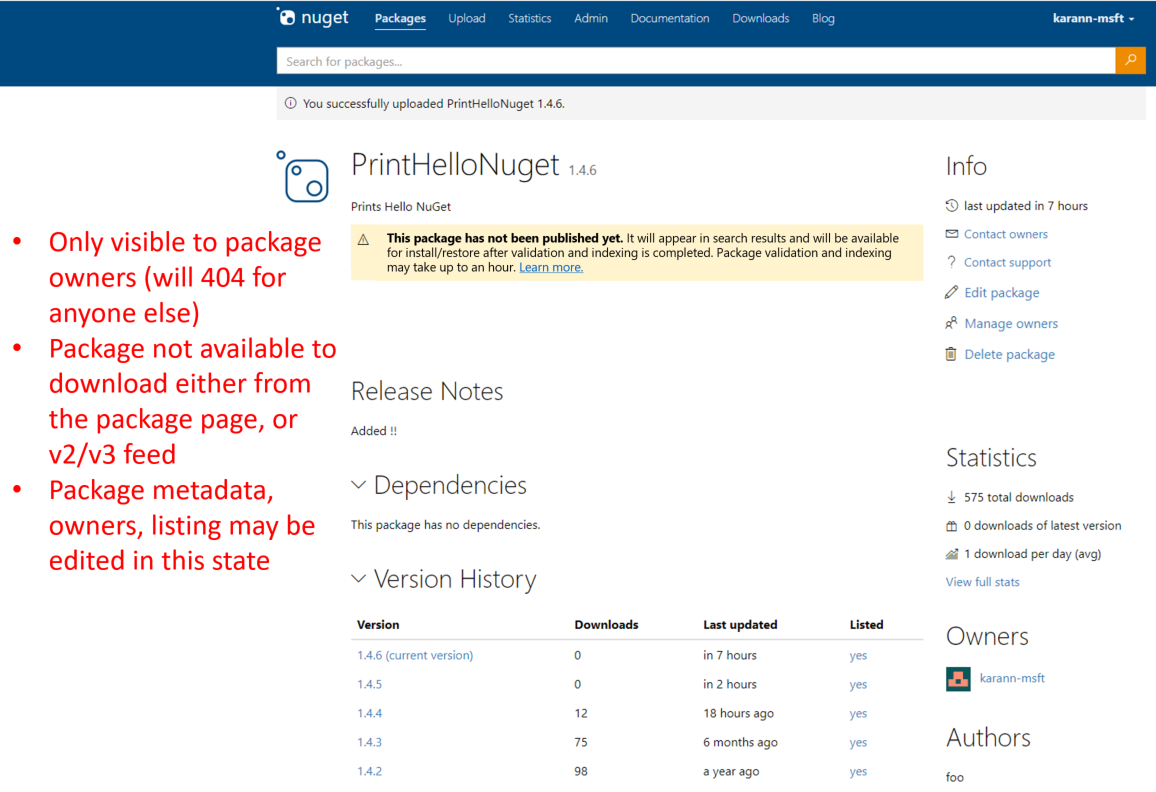 nuget Packages Upload Statistics Admin Documentation Downloads Blog karann-msft
Search for packages...
You successfully uploaded PrintHelloNuget 1.4.6.
PrintHelloNuget 1.4.6
Prints Hello NuGet
This package has not been published yet. It will appear in search results and will be available
for install/restore after validation and indexing is completed. Package validation and indexing
may take up to an hour. Learn more.
• Only visible to package
owners (will 404 for
anyone else)
• Package not available to
download either from
the package page, or
v2/v3 feed
• Package metadata,
owners, listing may be
edited in this state
Release Notes
Added !!
Dependencies
This package has no dependencies.
Version History
Version Downloads Last updated Listed
1.4.6 (current version) 0 in 7 hours yes
1.4.5 0 in 2 hours yes
1.4.4 12 18 hours ago yes
1.4.3 75 6 months ago yes
1.4.2 98 a year ago yes
Info
last updated in 7 hours
Contact owners
? Contact support
Edit package
Manage owners
Delete package
Statistics
575 total downloads
0 downloads of latest version
1 download per day (avg)
View full stats
Owners
karann-msft
Authors
foo